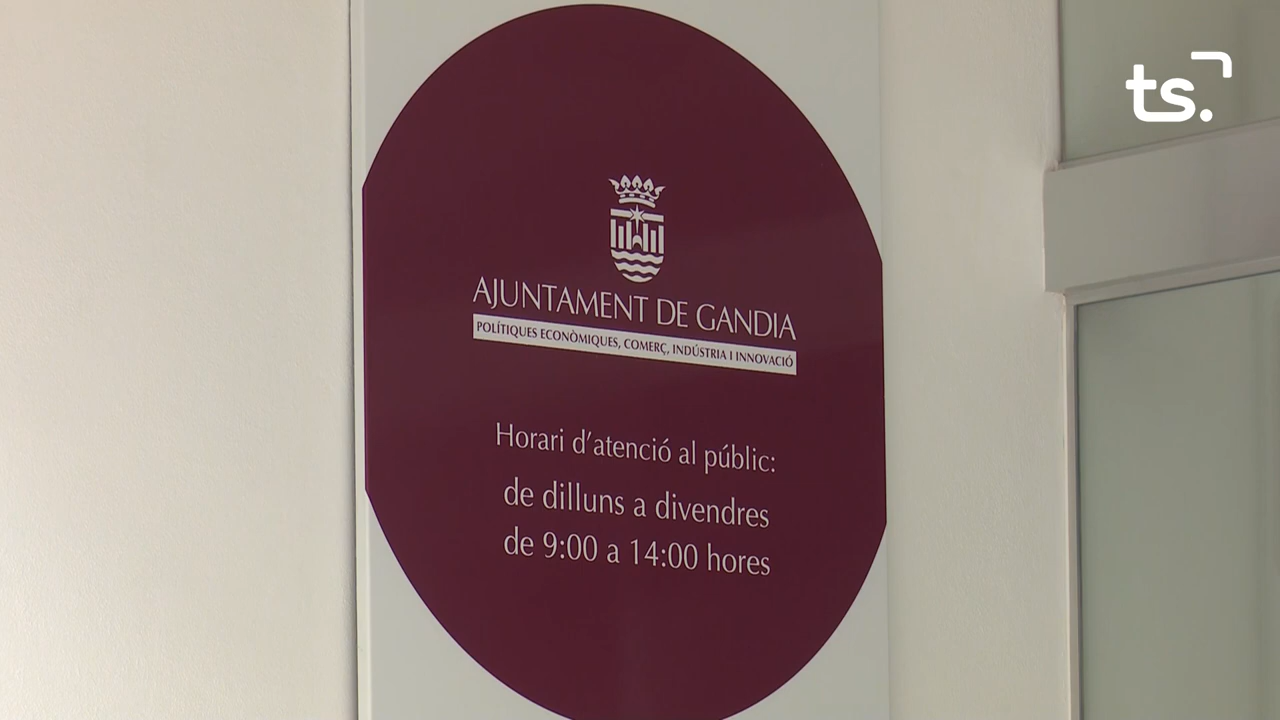 ts.
AJUNTAMENT DE GANDIA
POLÍTIQUES ECONÒMIQUES, COMERÇ, INDÚSTRIA I INNOVACIÓ
Horari d'atenció al públic:
de dilluns a divendres
de 9:00 a 14:00 hores